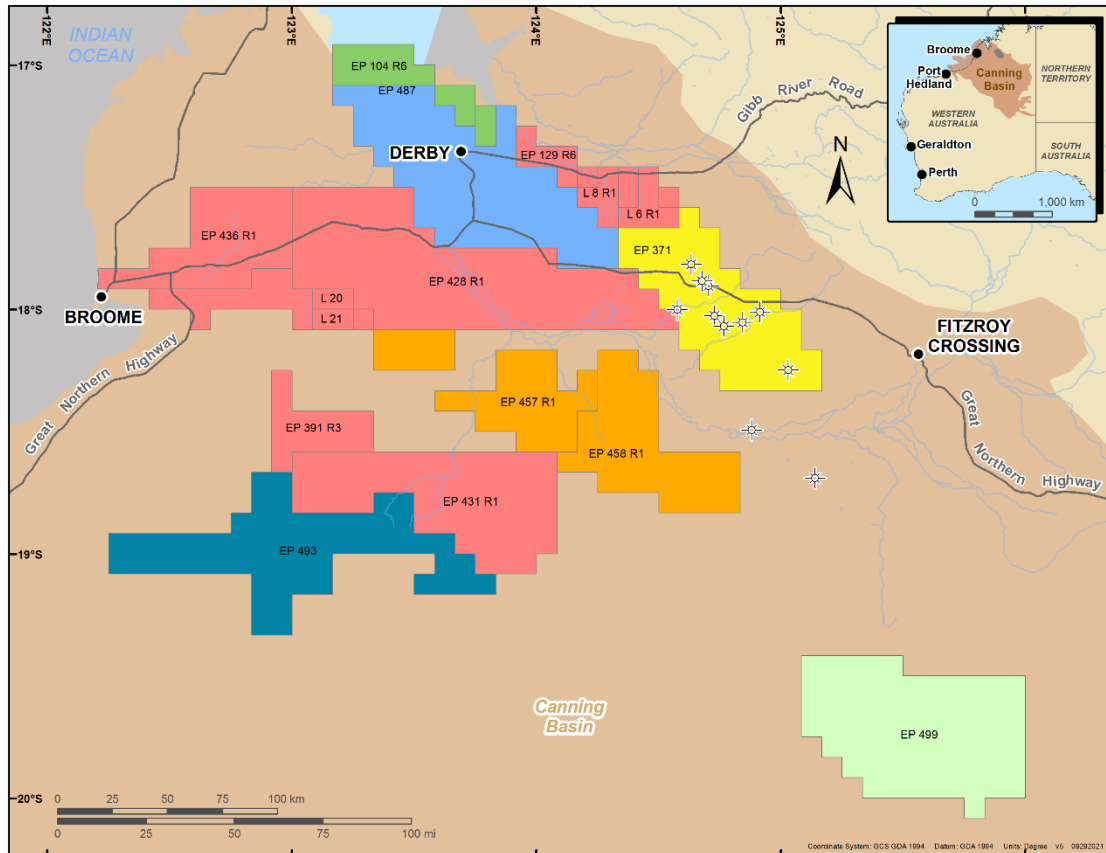 122°E
123°E
124°E
125°E
17°S
18°S
19°S
20°S
INDIAN
OCEAN
EP 104 R6
EP 487
DERBY
EP 129 R6
Gibb River Road
L 8 R1
L 6 R1
EP 436 R1
EP 371
EP 428 R1
L 20
L 21
BROOME
FITZROY
CROSSING
Great Northern Highway
Great Northern Highway
EP 457 R1
EP 391 R3
EP 458 R1
EP 431 R1
EP 493
EP 499
Canning
Basin
N
Broome
Port
Hedland
Canning
Basin
NORTHERN
TERRITORY
WESTERN
AUSTRALIA
SOUTH
AUSTRALIA
Geraldton
Perth
0 1,000 km
0 25 50 75 100 km
0 25 50 75 100 mi
Coordinate System: GCS GDA 1994 Datum: GDA 1994 Units: Degree v5 09292021